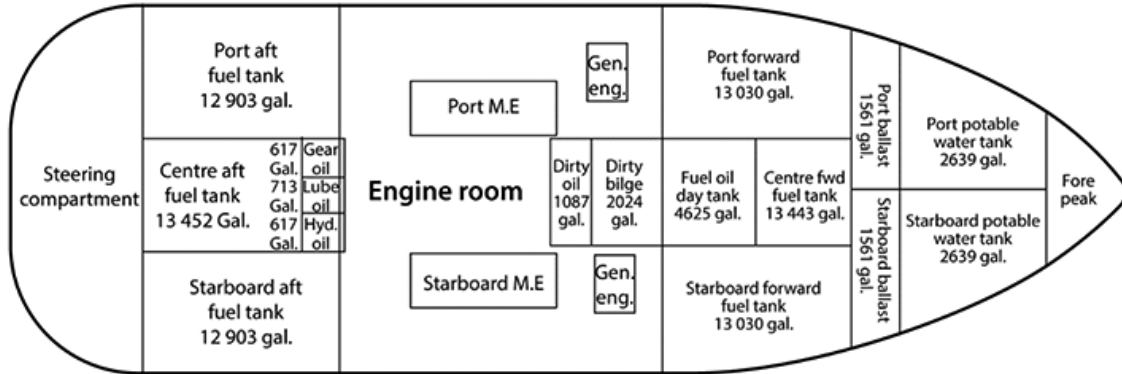 Steering
compartment
Port aft
fuel tank
12 903 gal.
Centre aft
fuel tank
13 452 Gal.
617
Gal.
Gear
oil
713
Gal.
Lube
oil
617
Gal.
Hyd.
oil
Starboard aft
fuel tank
12 903 gal.
Engine room
Port M.E
Gen.
eng.
Starboard M.E
Gen.
eng.
Dirty
oil
1087
gal.
Dirty
bilge
2024
gal.
Port forward
fuel tank
13 030 gal.
Fuel oil
day tank
4625 gal.
Centre fwd
fuel tank
13 443 gal.
Starboard forward
fuel tank
13 030 gal.
Port ballast
1561 gal.
Starboard ballast
1561 gal.
Port potable
water tank
2639 gal.
Starboard potable
water tank
2639 gal.
Fore
peak